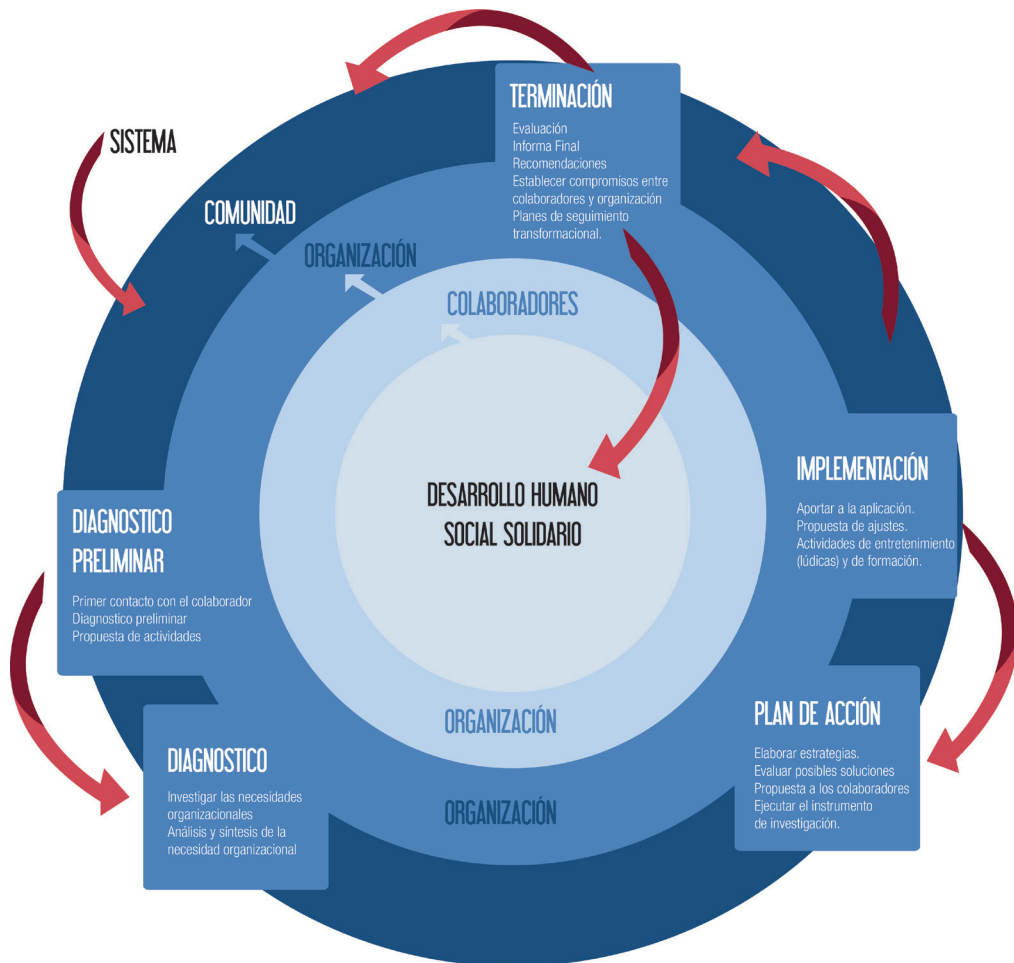 SISTEMA
COMUNIDAD
ORGANIZACIÓN
COLABORADORES
DESARROLLO HUMANO
SOCIAL SOLIDARIO
ORGANIZACIÓN
ORGANIZACIÓN
DIAGNOSTICO
PRELIMINAR
Primer contacto con el colaborador
Diagnostico preliminar
Propuesta de actividades
DIAGNOSTICO
Investigar las necesidades
organizacionales
Análisis y síntesis de la
necesidad organizacional
PLAN DE ACCIÓN
Elaborar estrategias.
Evaluar posibles soluciones
Propuesta a los colaboradores
Ejecutar el instrumento
de investigación.
IMPLEMENTACIÓN
Aportar a la aplicación.
Propuesta de ajustes.
Actividades de entretenimiento
(lúdicas) y de formación.
TERMINACIÓN
Evaluación
Informa Final
Recomendaciones
Establecer compromisos entre
colaboradores y organización
Planes de seguimiento
transformacional.